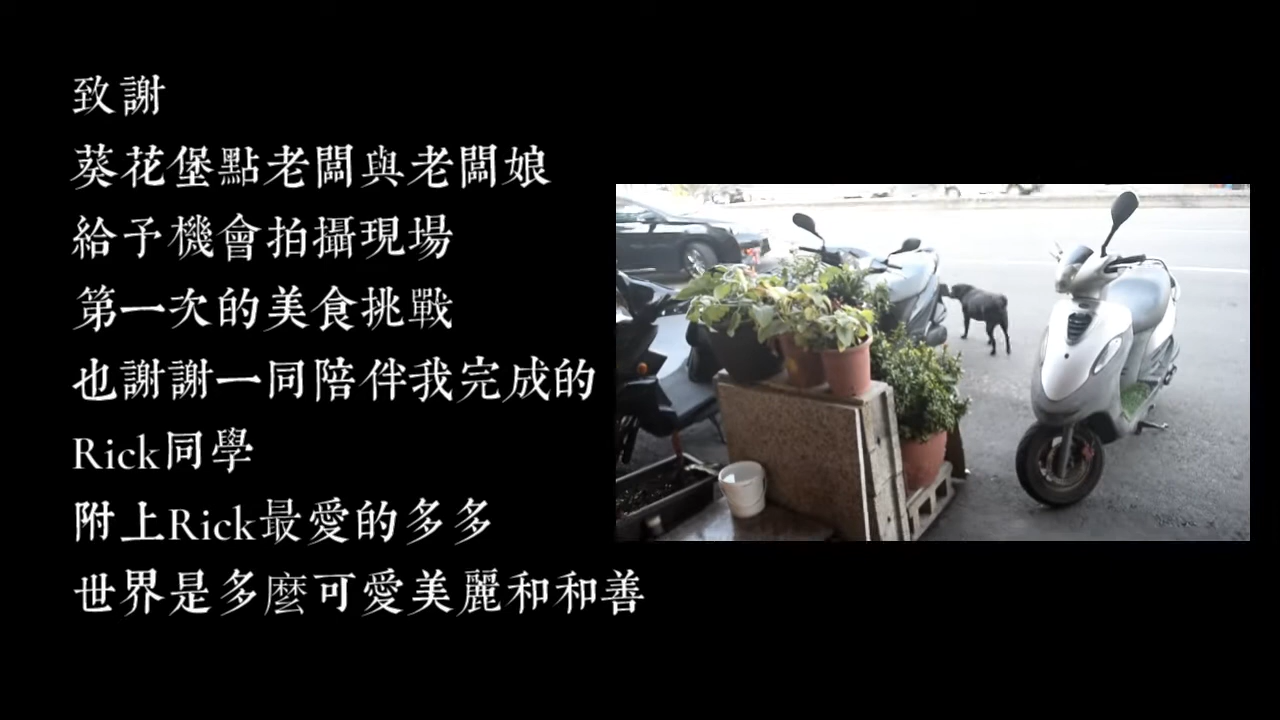 致謝
葵花堡點老闆與老闆娘
給予機會拍攝現場
第一次的美食挑戰
也謝謝一同陪伴我完成的
Rick同學
附上Rick最愛的多多
世界是多麼可愛美麗和和善